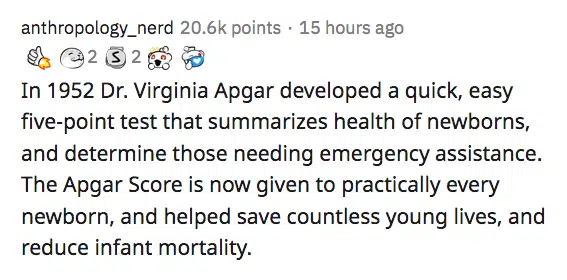 anthropology_nerd 20.6k points · 15 hours ago
2 S 2
In 1952 Dr. Virginia Apgar developed a quick, easy
five-point test that summarizes health of newborns,
and determine those needing emergency assistance.
The Apgar Score is now given to practically every
newborn, and helped save countless young lives, and
reduce infant mortality.